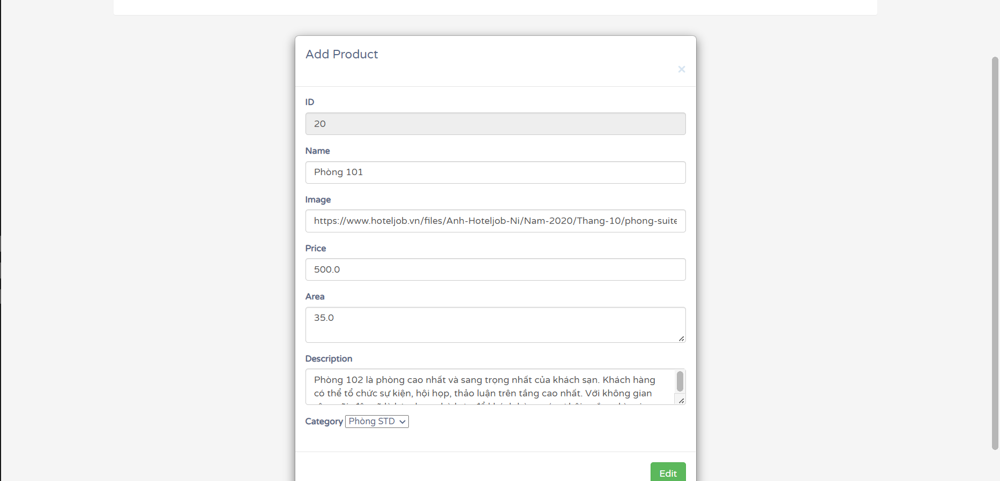 Add Product
×
ID
20
Name
Phòng 101
Image
https://www.hoteljob.vn/files/Anh-Hoteljob-Ni/Nam-2020/Thang-10/phong-suite
Price
500.0
Area
35.0
Description
Phòng 102 là phòng cao nhất và sang trọng nhất của khách sạn. Khách hàng
có thể tổ chức sự kiện, hội họp, thảo luận trên tầng cao nhất. Với không gian
Category Phòng STD
Edit